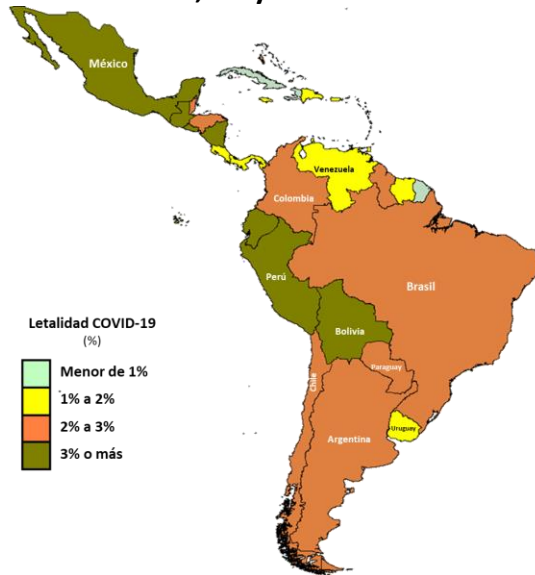 México
Venezuela
Colombia
Perú
Brasil
Bolivia
Paraguay
Chile
Uruguay
Argentina
Letalidad COVID-19
(%)
Menor de 1%
1% a 2%
2% a 3%
3% o más